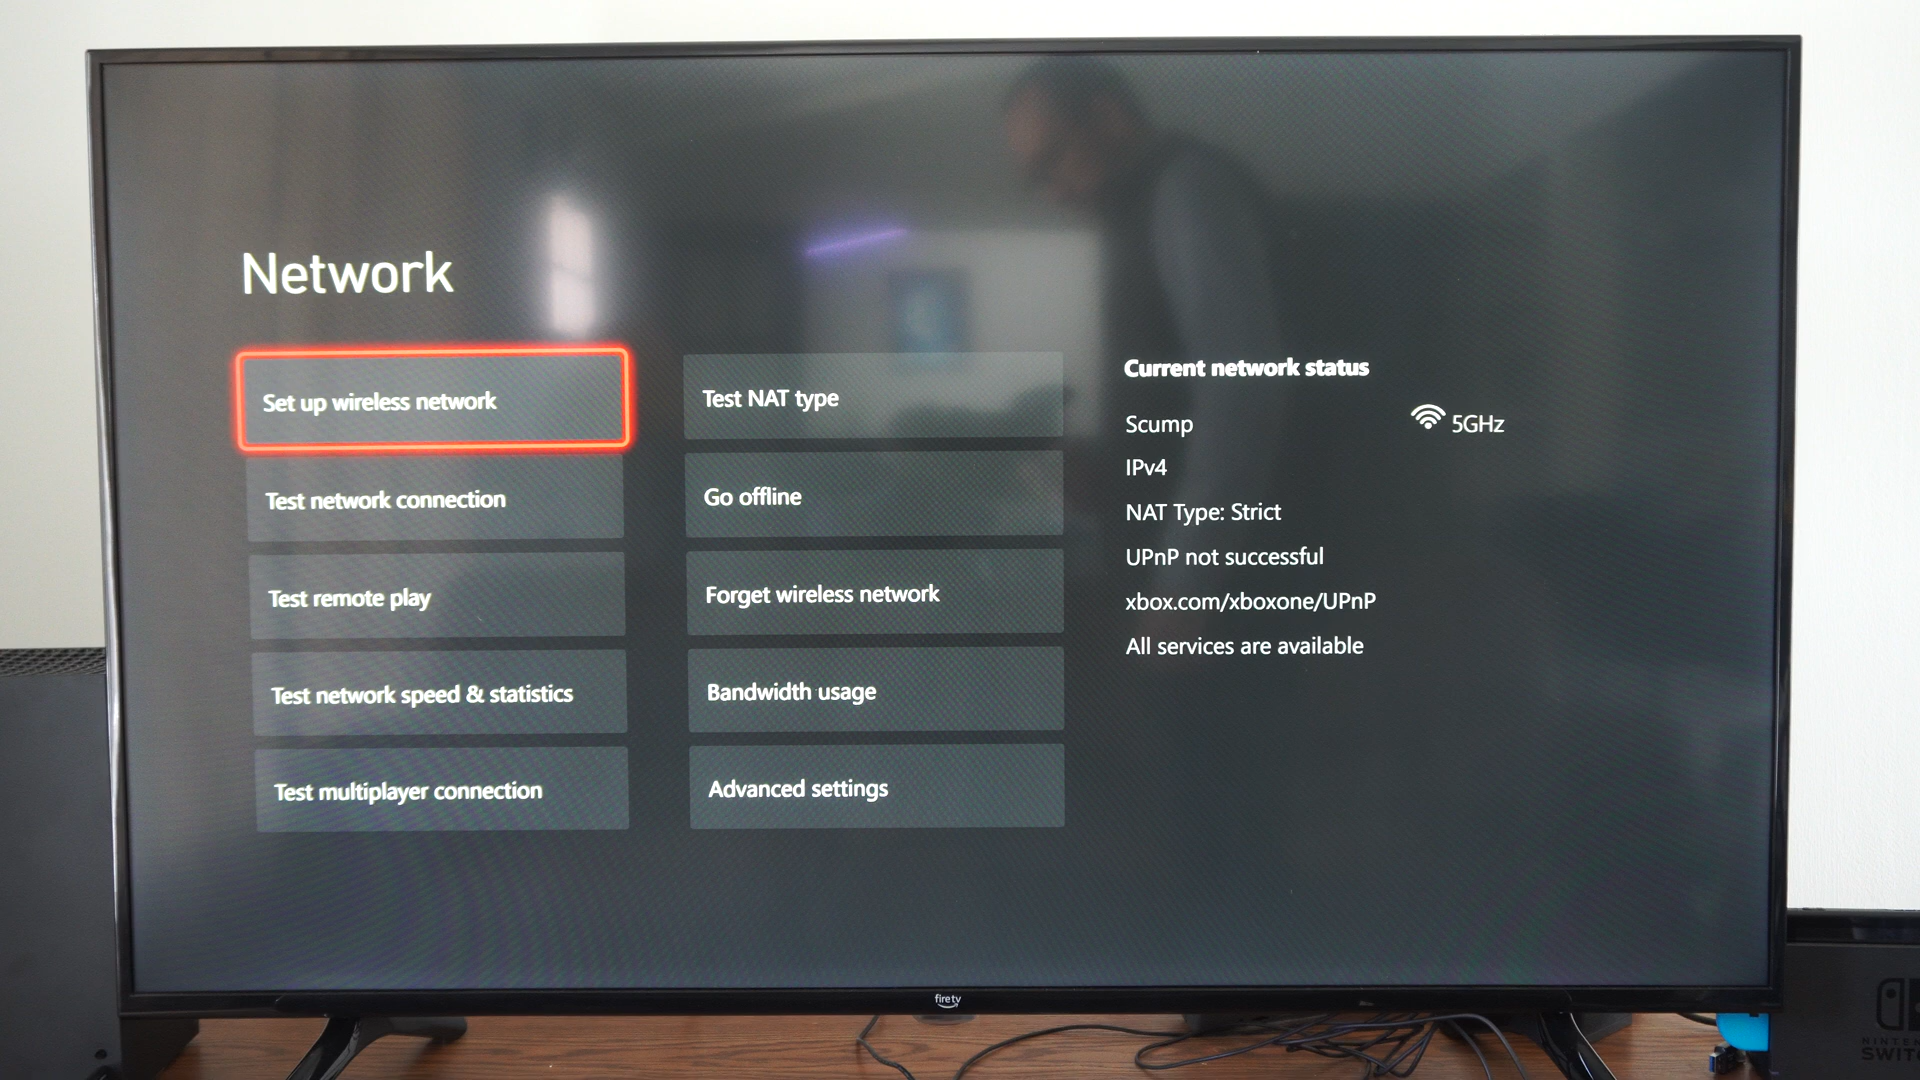 Network
Set up wireless network
Test network connection
Test remote play
Test network speed & statistics
Test multiplayer connection
Test NAT type
Go offline
Forget wireless network
Bandwidth usage
Advanced settings
Current network status
Scump 5GHz
IPv4
NAT Type: Strict
UPnP not successful
xbox.com/xboxone/UPnP
All services are available
fire tv